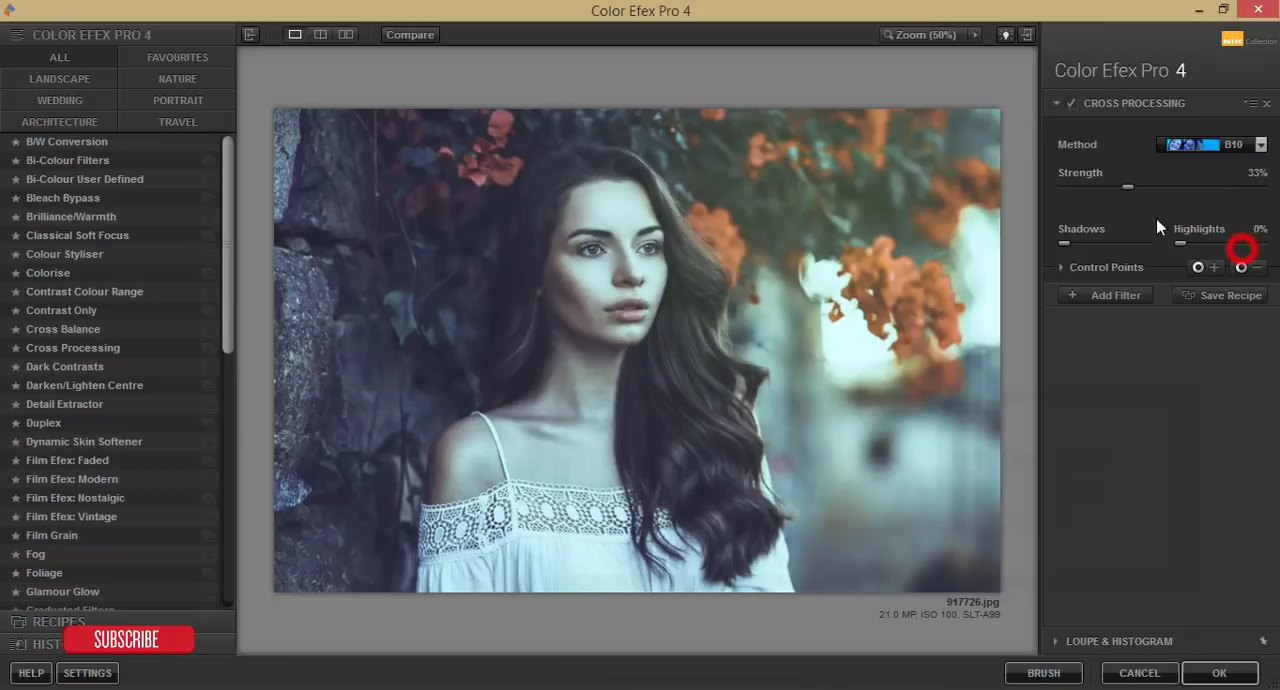 Color Efex Pro 4
COLOR EFEX PRO 4
ALL
FAVOURITES
LANDSCAPE
NATURE
WEDDING
PORTRAIT
ARCHITECTURE
TRAVEL
B/W Conversion
Bi-Colour Filters
Bi-Colour User Defined
Bleach Bypass
Brilliance/Warmth
Classical Soft Focus
Colour Styliser
Colorise
Contrast Colour Range
Contrast Only
Cross Balance
Cross Processing
Dark Contrasts
Darken/Lighten Centre
Detail Extractor
Duplex
Dynamic Skin Softener
Film Efex: Faded
Film Efex: Modern
Film Efex: Nostalgic
Film Efex: Vintage
Film Grain
Fog
Foliage
Glamour Glow
Graduated Filters
RECIPES
HIST
SUBSCRIBE
HELP
SETTINGS
Compare
Zoom (50%)
917726.jpg
21.0 MP, ISO 100, SLT-A99
Nik Collection
Color Efex Pro 4
CROSS PROCESSING
Method
B10
Strength 33%
Shadows
Highlights 0%
Control Points
+ Add Filter
Save Recipe
LOUPE & HISTOGRAM
BRUSH
CANCEL
OK